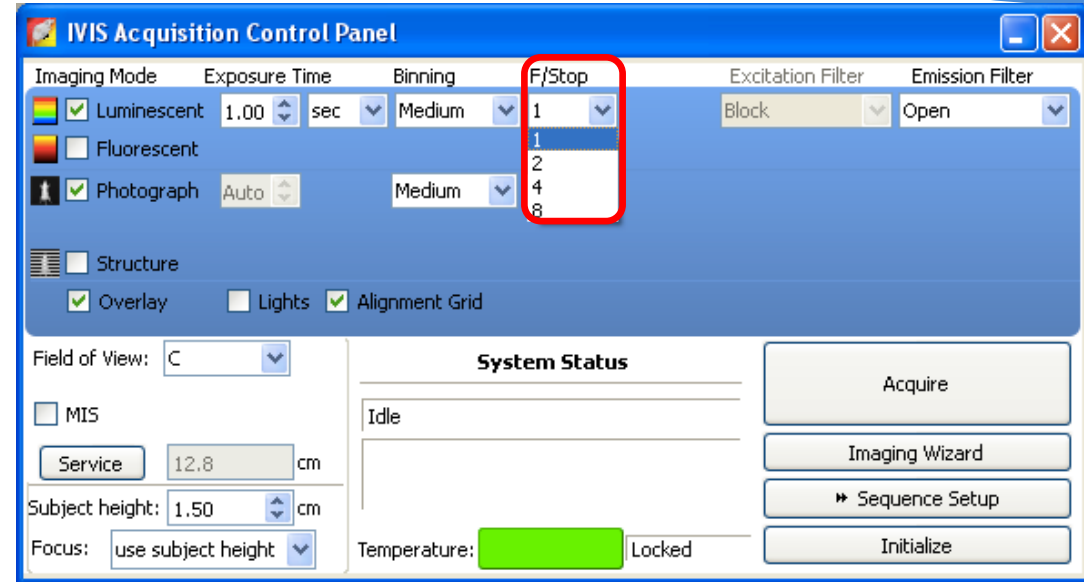 IVIS Acquisition Control Panel
Imaging Mode Exposure Time Binning F/Stop Excitation Filter Emission Filter
Luminescent 1.00 sec Medium 1 Block Open
1
Fluorescent
2
Photograph Auto Medium 4
8
Structure
Overlay Lights Alignment Grid
Field of View: C
System Status
Acquire
MIS
Idle
Service 12.8 cm
Imaging Wizard
Subject height: 1.50 cm
Sequence Setup
Focus: use subject height
Temperature: Locked
Initialize